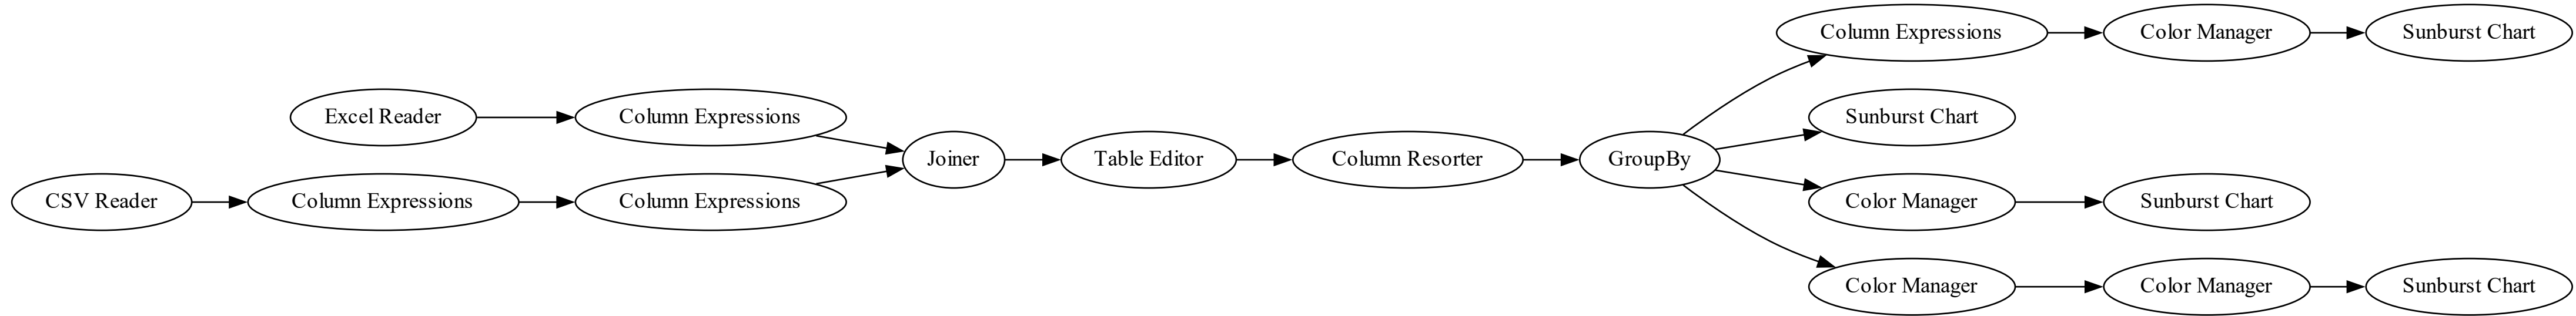 Column Expressions
Color Manager
Sunburst Chart
Excel Reader
Column Expressions
Sunburst Chart
Joiner
Table Editor
Column Resorter
GroupBy
CSV Reader
Column Expressions
Column Expressions
Color Manager
Sunburst Chart
Color Manager
Color Manager
Sunburst Chart